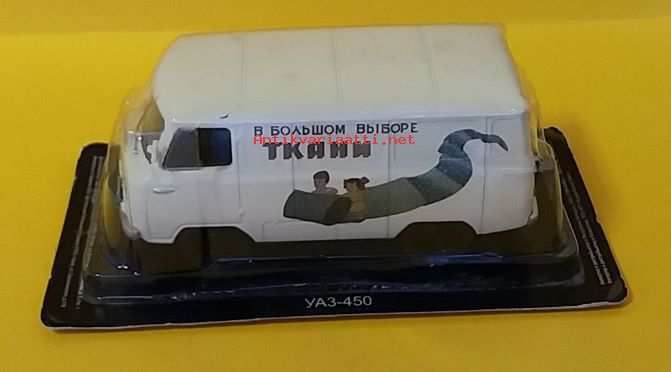 В БОЛЬШОМ ВЫБОРЕ
Antikvariaatti.net
ТКАНИ
УАЗ-450